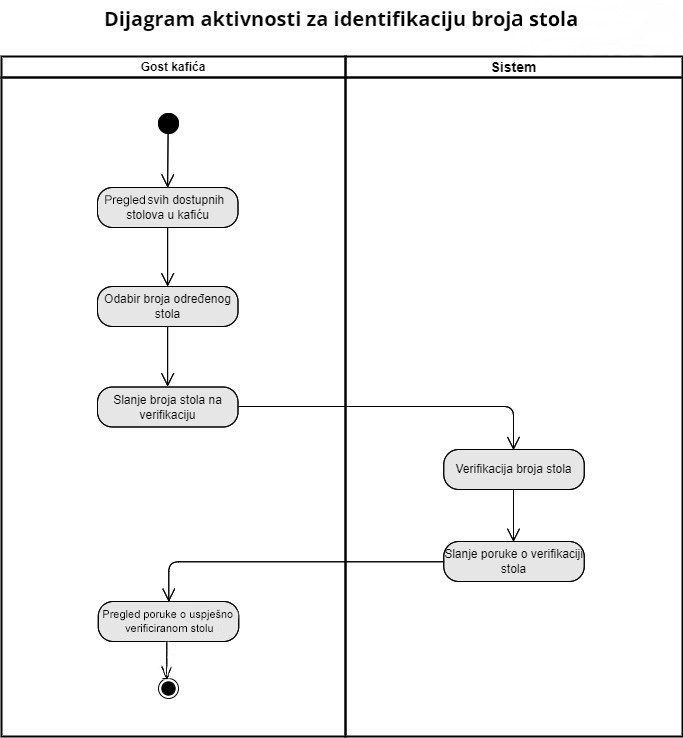 Dijagram aktivnosti za identifikaciju broja stola
Gost kafića
Sistem
Pregled svih dostupnih
stolova u kafiću
Odabir broja određenog
stola
Slanje broja stola na
verifikaciju
Verifikacija broja stola
Slanje poruke o verifikaciji
stola
Pregled poruke o uspješno
verificiranom stolu